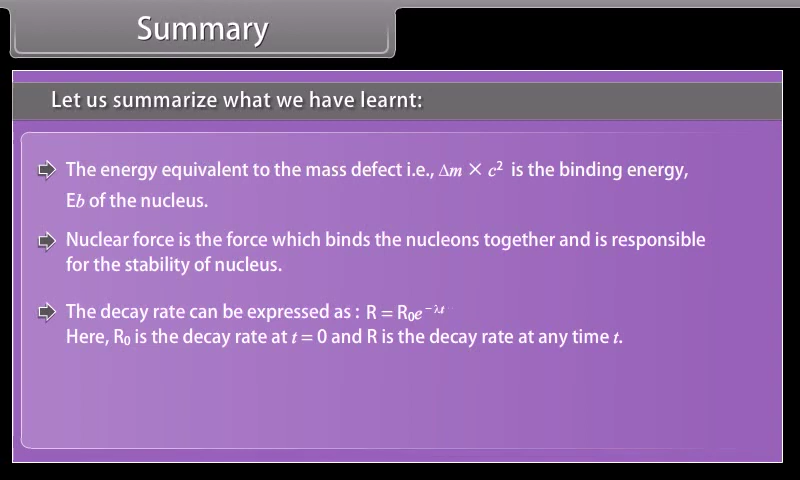 Summary
Let us summarize what we have learnt:
The energy equivalent to the mass defect i.e., Δm × c² is the binding energy,
Eb of the nucleus.
Nuclear force is the force which binds the nucleons together and is responsible
for the stability of nucleus.
The decay rate can be expressed as : R = R₀e⁻λt
Here, R₀ is the decay rate at t = 0 and R is the decay rate at any time t.